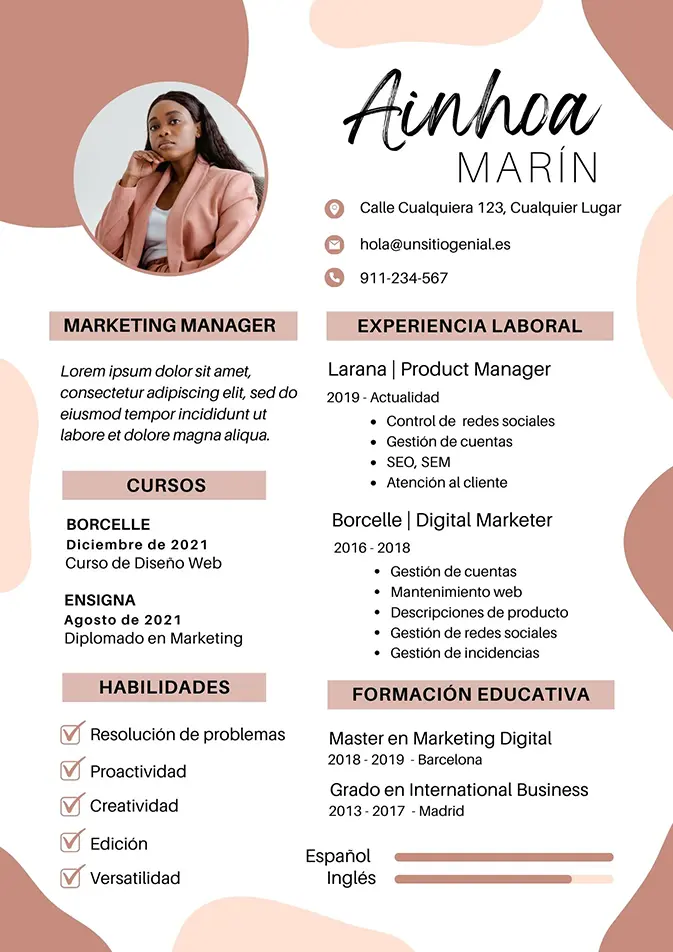 Ainhoa
MARÍN
Calle Cualquiera 123, Cualquier Lugar
hola@unsitiogenial.es
911-234-567
MARKETING MANAGER
Lorem ipsum dolor sit amet,
consectetur adipiscing elit, sed do
eiusmod tempor incididunt ut
labore et dolore magna aliqua.
CURSOS
BORCELLE
Diciembre de 2021
Curso de Diseño Web
ENSIGNA
Agosto de 2021
Diplomado en Marketing
HABILIDADES
Resolución de problemas
Proactividad
Creatividad
Edición
Versatilidad
EXPERIENCIA LABORAL
Larana | Product Manager
2019 - Actualidad
• Control de redes sociales
• Gestión de cuentas
• SEO, SEM
• Atención al cliente
Borcelle | Digital Marketer
2016 - 2018
• Gestión de cuentas
• Mantenimiento web
• Descripciones de producto
• Gestión de redes sociales
• Gestión de incidencias
FORMACIÓN EDUCATIVA
Master en Marketing Digital
2018 - 2019 - Barcelona
Grado en International Business
2013 - 2017 - Madrid
Español
Inglés